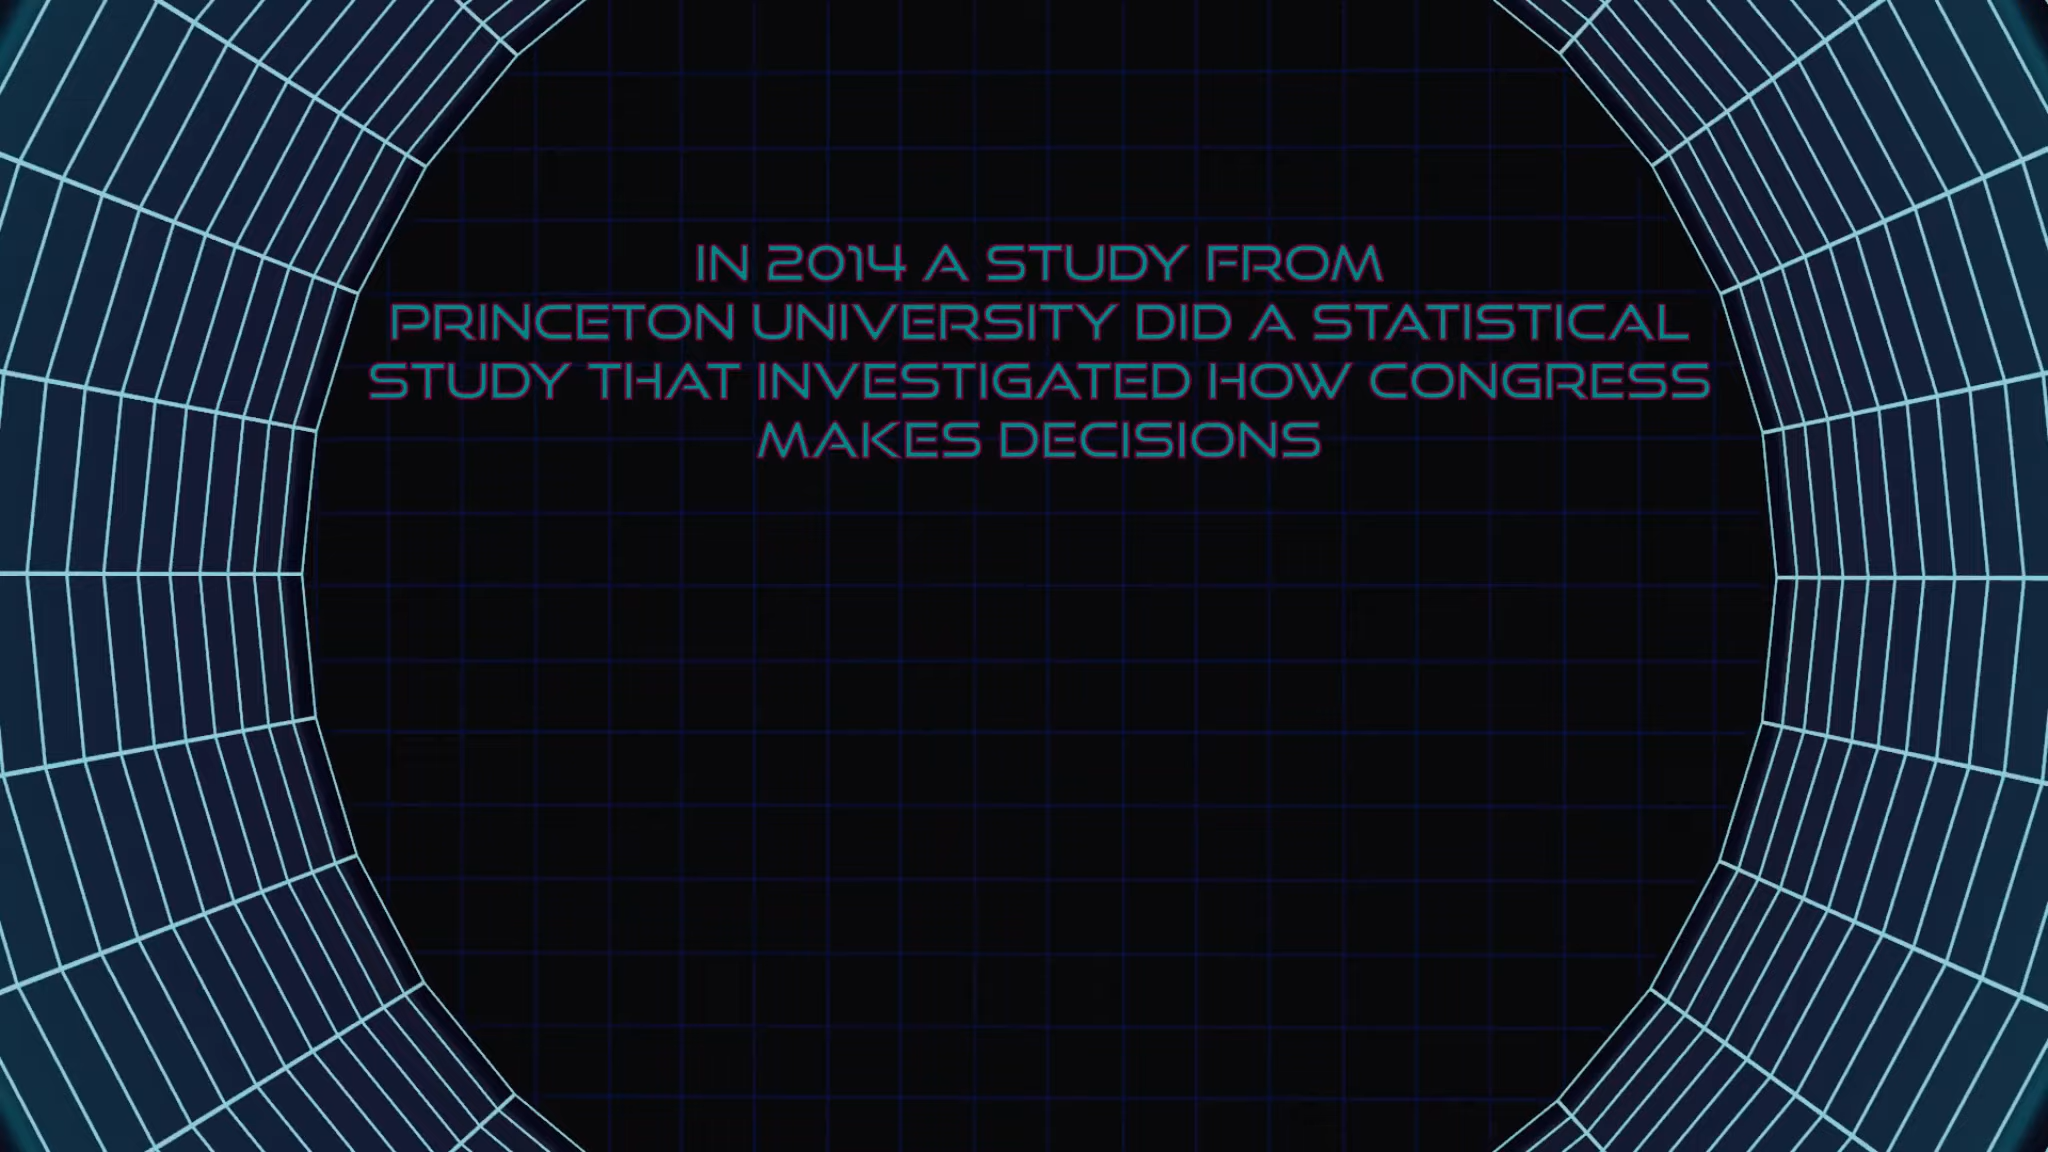 IN 2014 A STUDY FROM
PRINCETON UNIVERSITY DID A STATISTICAL
STUDY THAT INVESTIGATED HOW CONGRESS
MAKES DECISIONS